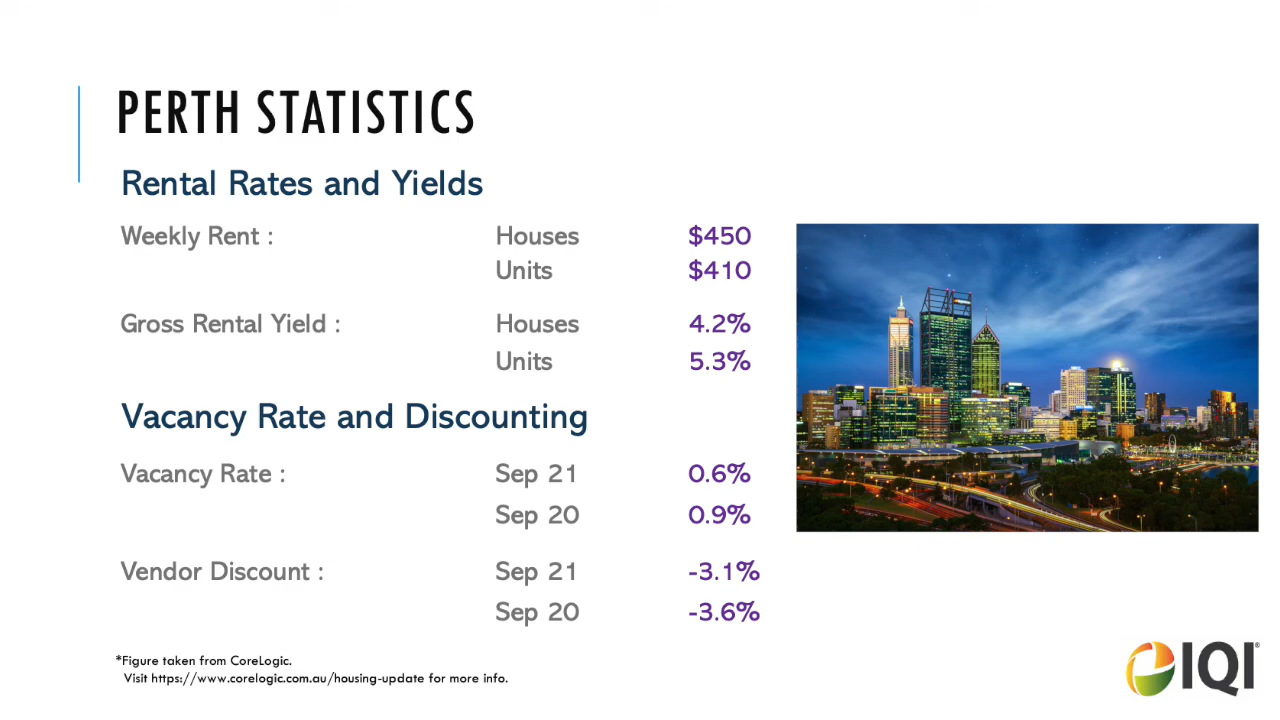 PERTH STATISTICS
Rental Rates and Yields
Weekly Rent : Houses $450
Units $410
Gross Rental Yield : Houses 4.2%
Units 5.3%
Vacancy Rate and Discounting
Vacancy Rate : Sep 21 0.6%
Sep 20 0.9%
Vendor Discount : Sep 21 -3.1%
Sep 20 -3.6%
*Figure taken from CoreLogic.
Visit https://www.corelogic.com.au/housing-update for more info.
IQI®